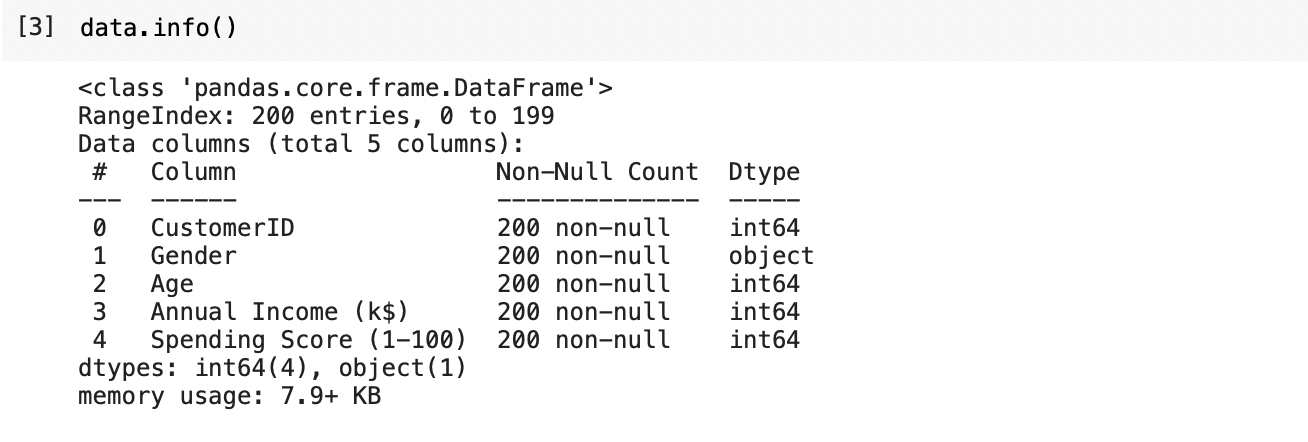 [3] data.info()
<class 'pandas.core.frame.DataFrame'>
RangeIndex: 200 entries, 0 to 199
Data columns (total 5 columns):
 #   Column                  Non-Null Count  Dtype
---  ------                  --------------  -----
 0   CustomerID              200 non-null    int64
 1   Gender                  200 non-null    object
 2   Age                     200 non-null    int64
 3   Annual Income (k$)      200 non-null    int64
 4   Spending Score (1-100)  200 non-null    int64
dtypes: int64(4), object(1)
memory usage: 7.9+ KB